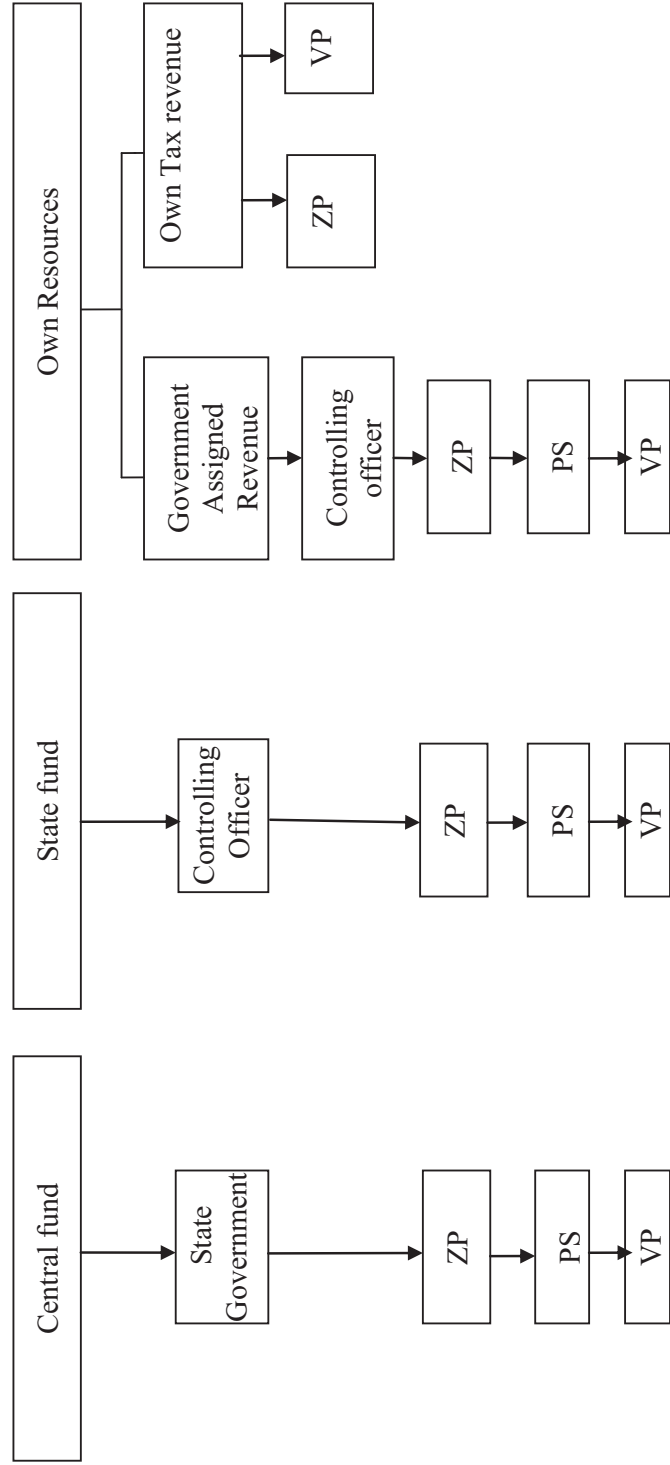 Central fund
State
Government
ZP
PS
VP
State fund
Controlling
Officer
ZP
PS
VP
Own Resources
Government
Assigned
Revenue
Controlling
officer
ZP
PS
VP
Own Tax revenue
ZP
VP